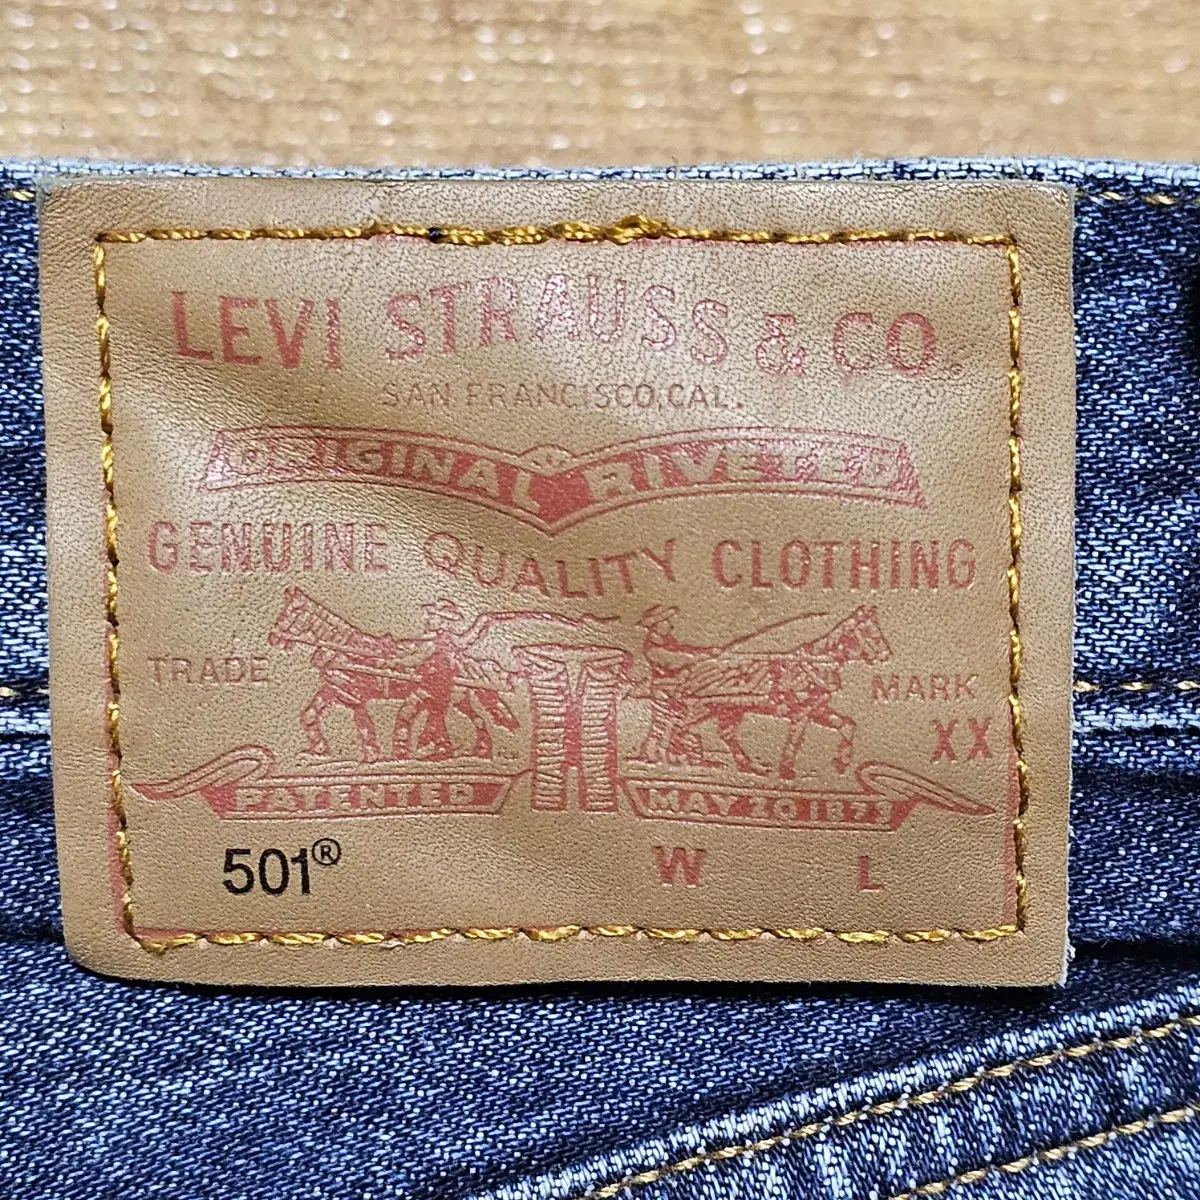 LEVI STRAUSS & CO.
SAN FRANCISCO, CAL.
ORIGINAL RIVETED
GENUINE QUALITY CLOTHING
TRADE MARK
XX
PATENTED MAY 20 1873
501® W L